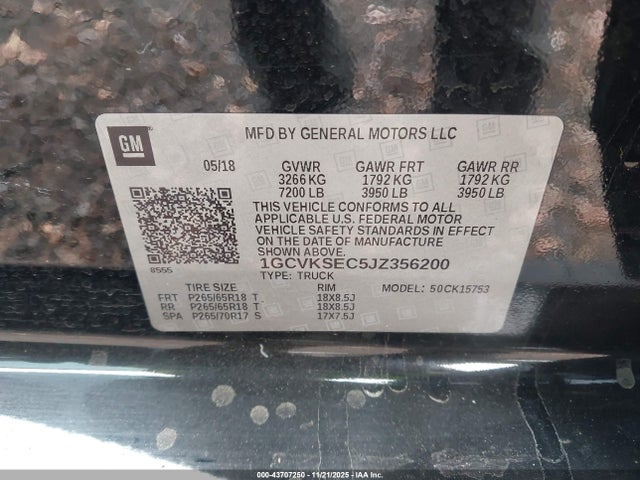 GM
MFD BY GENERAL MOTORS LLC
05/18 GVWR GAWR FRT GAWR RR
3266 KG 1792 KG 1792 KG
7200 LB 3950 LB 3950 LB
THIS VEHICLE CONFORMS TO ALL
APPLICABLE U.S. FEDERAL MOTOR
VEHICLE SAFETY STANDARDS IN
EFFECT ON THE DATE OF MANUFACTURE
SHOWN ABOVE.
1GCVKSEC5JZ356200
8555
TYPE: TRUCK MODEL: 50CK15753
TIRE SIZE RIM
FRT P265/65R18 T 18X8.5J
RR P265/65R18 T 18X8.5J
SPA P265/70R17 S 17X7.5J
000-43707250 - 11/21/2025 - IAA, Inc.